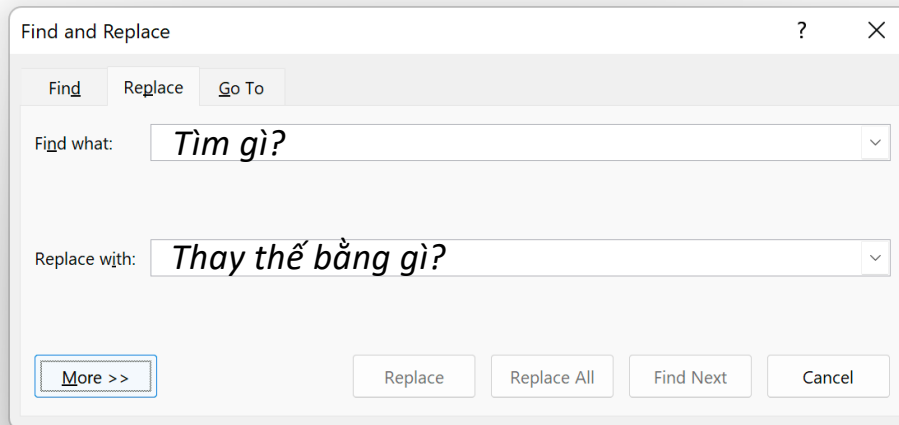 Find and Replace ?
Find Replace Go To
Find what: Tìm gì?
Replace with: Thay thế bằng gì?
More >> Replace Replace All Find Next Cancel